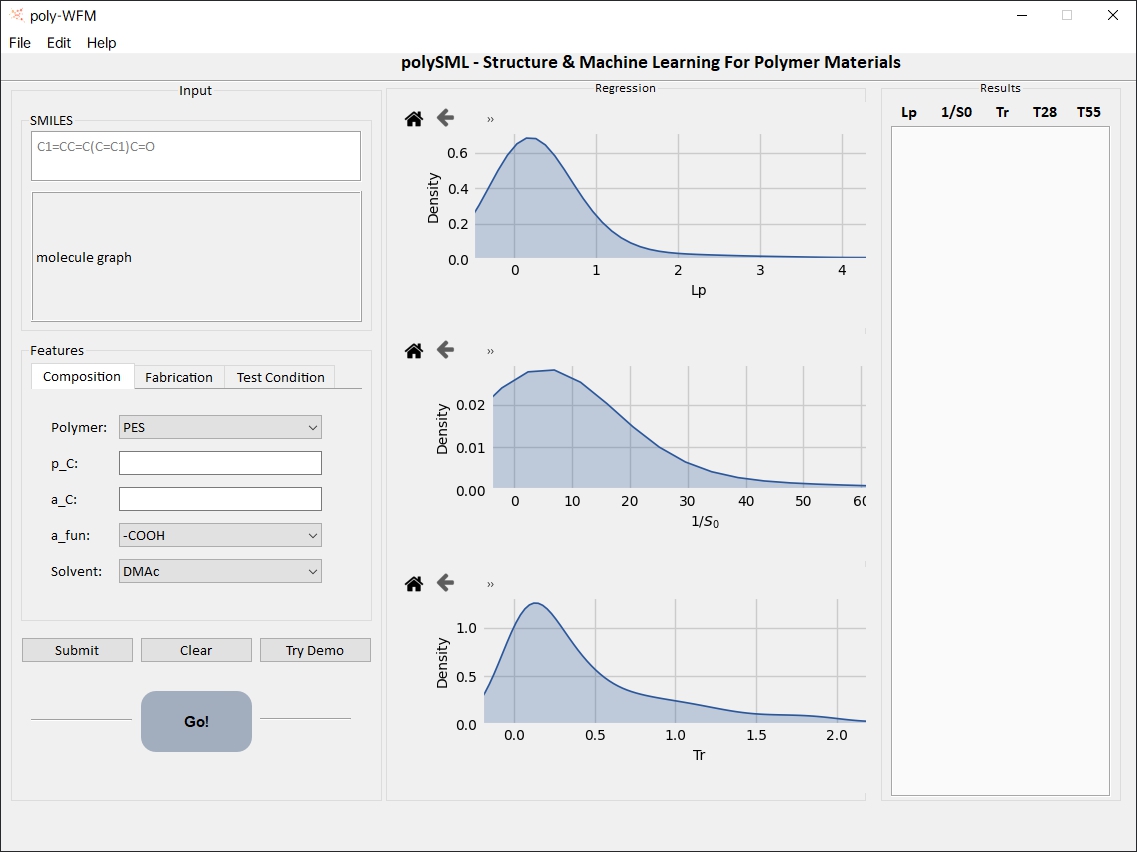 poly-WFM
File Edit Help
polySML - Structure & Machine Learning For Polymer Materials
Input
SMILES
C1=CC=C(C=C1)C=O
molecule graph
Features
Composition Fabrication Test Condition
Polymer: PES
p_C:
a_C:
a_fun: -COOH
Solvent: DMAc
Submit Clear Try Demo
Go!
Regression
»
Density
0.6
0.4
0.2
0.0
0 1 2 3 4
Lp
»
Density
0.02
0.01
0.00
0 10 20 30 40 50 60
1/S₀
»
Density
1.0
0.5
0.0
0.0 0.5 1.0 1.5 2.0
Tr
Results
Lp 1/S0 Tr T28 T55